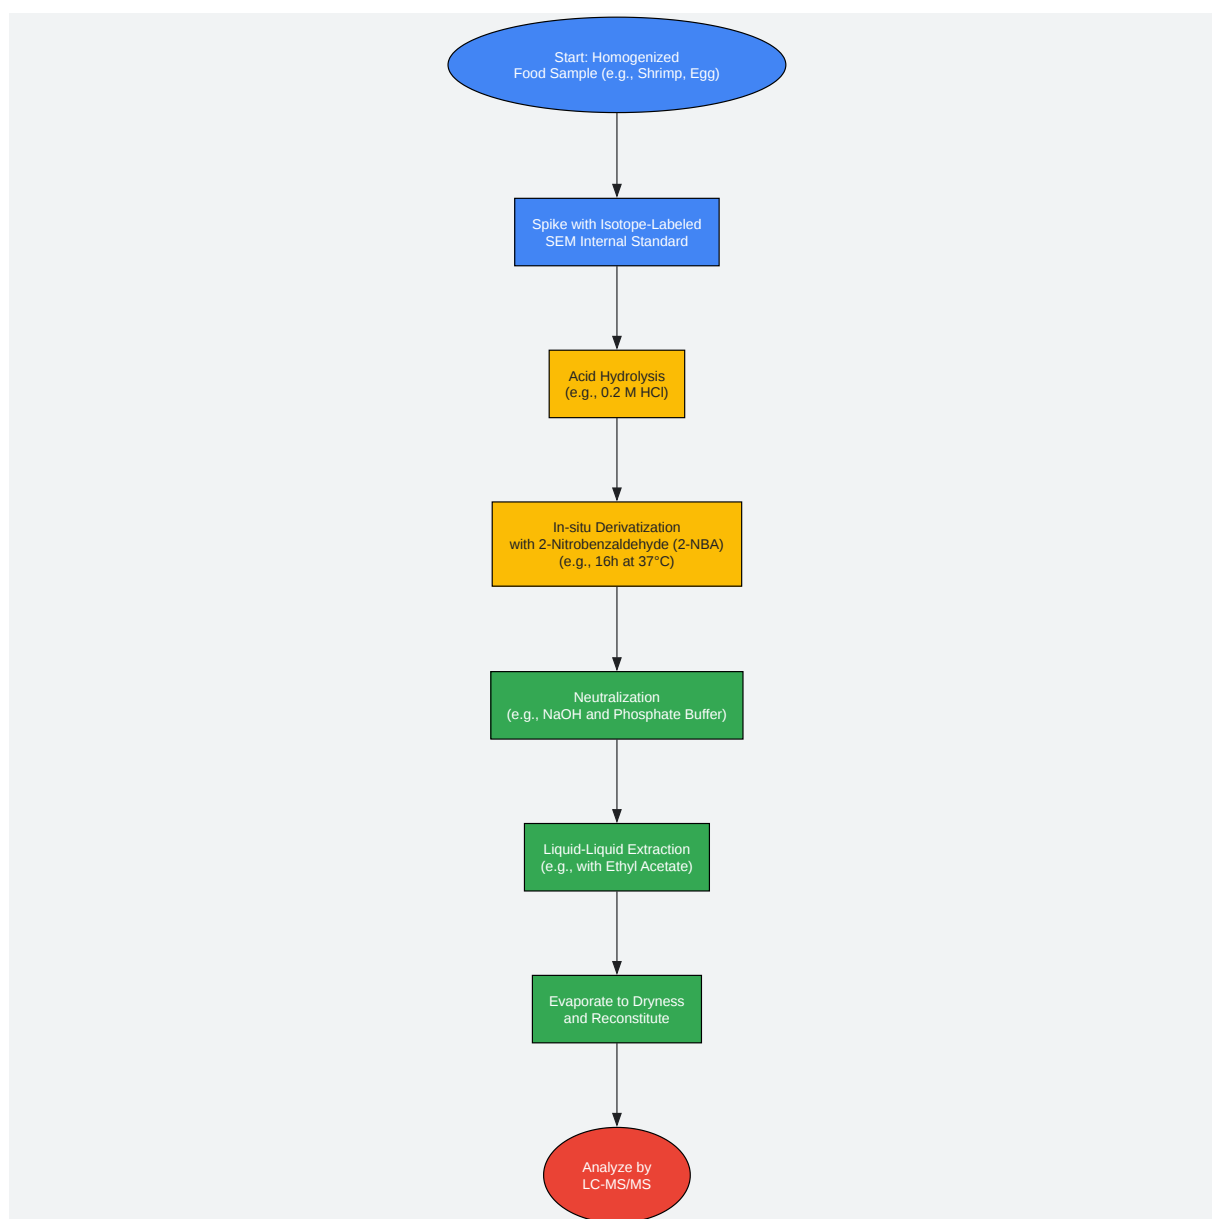 Start: Homogenized
Food Sample (e.g., Shrimp, Egg)
Spike with Isotope-Labeled
SEM Internal Standard
Acid Hydrolysis
(e.g., 0.2 M HCl)
In-situ Derivatization
with 2-Nitrobenzaldehyde (2-NBA)
(e.g., 16h at 37°C)
Neutralization
(e.g., NaOH and Phosphate Buffer)
Liquid-Liquid Extraction
(e.g., with Ethyl Acetate)
Evaporate to Dryness
and Reconstitute
Analyze by
LC-MS/MS